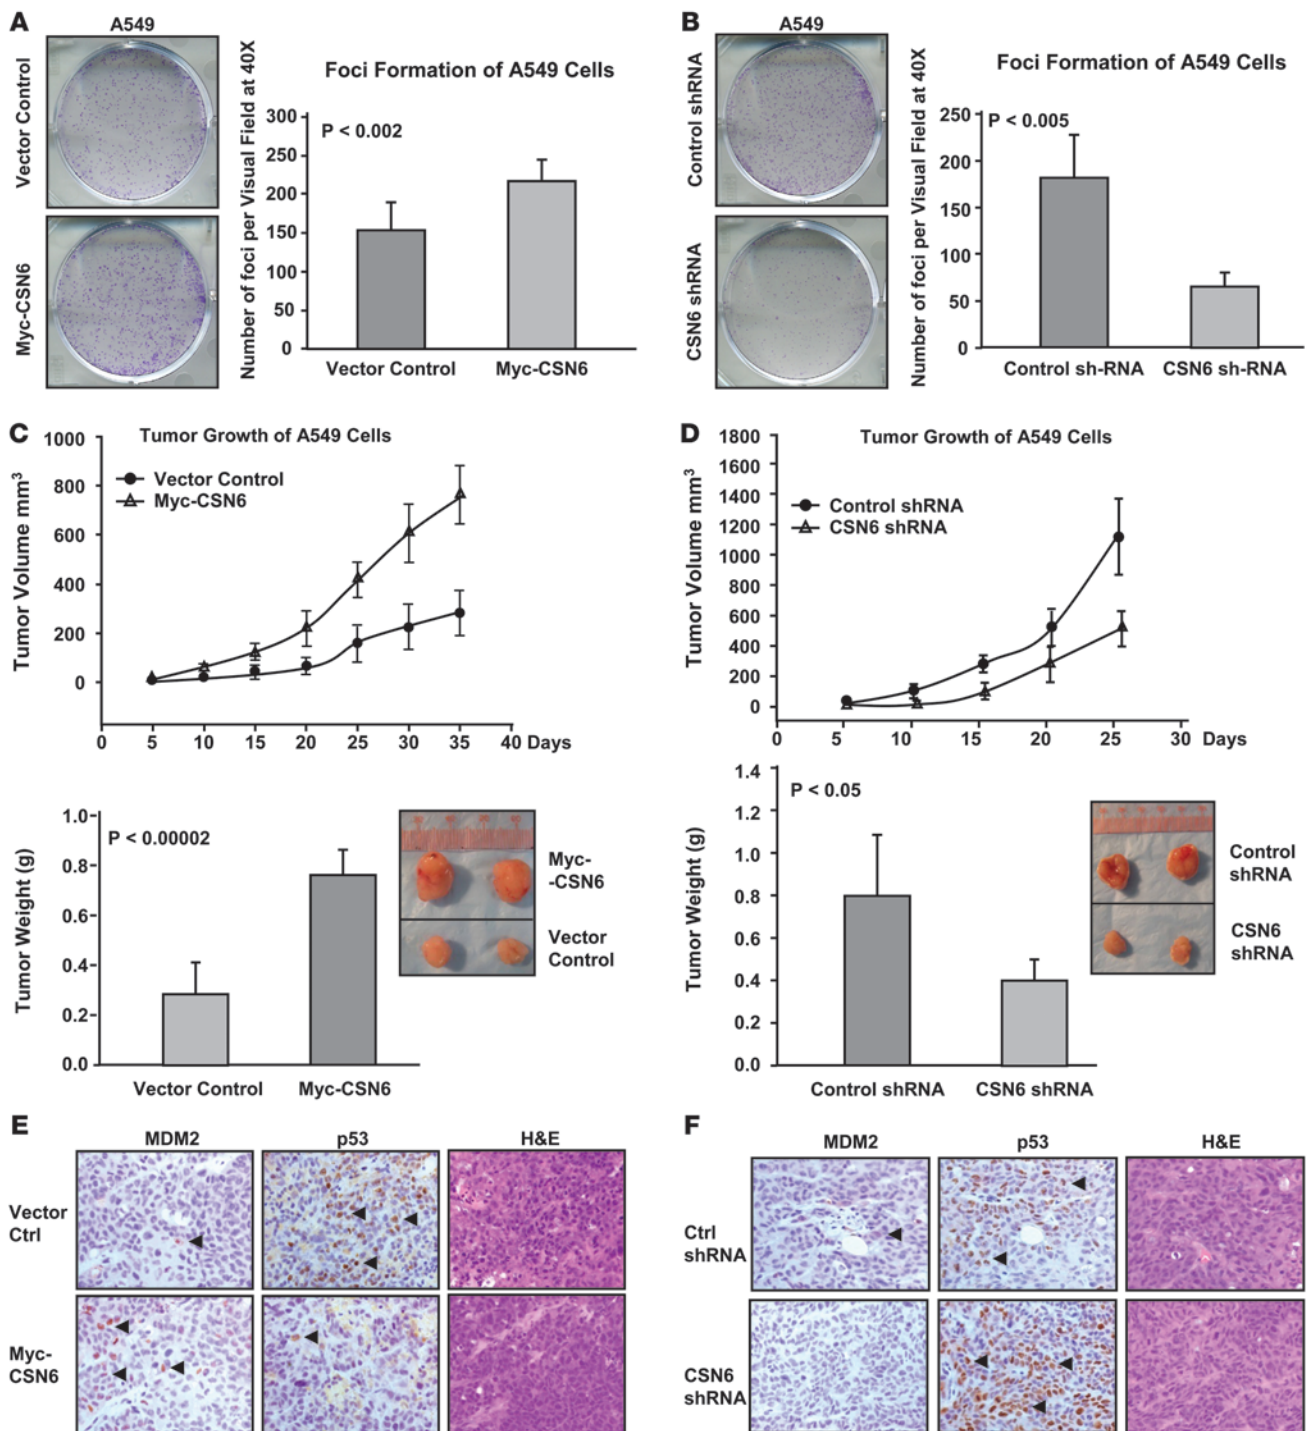 A
A549
Vector Control
Myc-CSN6
Number of foci per Visual Field at 40X
Foci Formation of A549 Cells
P < 0.002
300
250
200
150
100
50
0
Vector Control
Myc-CSN6
B
A549
Control shRNA
CSN6 shRNA
Number of foci per Visual Field at 40X
Foci Formation of A549 Cells
P < 0.005
250
200
150
100
50
0
Control sh-RNA
CSN6 sh-RNA
C
Tumor Growth of A549 Cells
Tumor Volume mm³
Vector Control
Myc-CSN6
1000
800
600
400
200
0
0 5 10 15 20 25 30 35 40 Days
Tumor Weight (g)
P < 0.00002
1.0
0.8
0.6
0.4
0.2
0.0
Vector Control
Myc-CSN6
Myc-
-CSN6
Vector
Control
D
Tumor Growth of A549 Cells
Tumor Volume mm³
Control shRNA
CSN6 shRNA
1800
1600
1400
1200
1000
800
600
400
200
0
0 5 10 15 20 25 30 Days
Tumor Weight (g)
P < 0.05
1.4
1.2
1.0
0.8
0.6
0.4
0.2
0.0
Control shRNA
CSN6 shRNA
Control
shRNA
CSN6
shRNA
E
MDM2 p53 H&E
Vector
Ctrl
Myc-
CSN6
F
MDM2 p53 H&E
Ctrl
shRNA
CSN6
shRNA